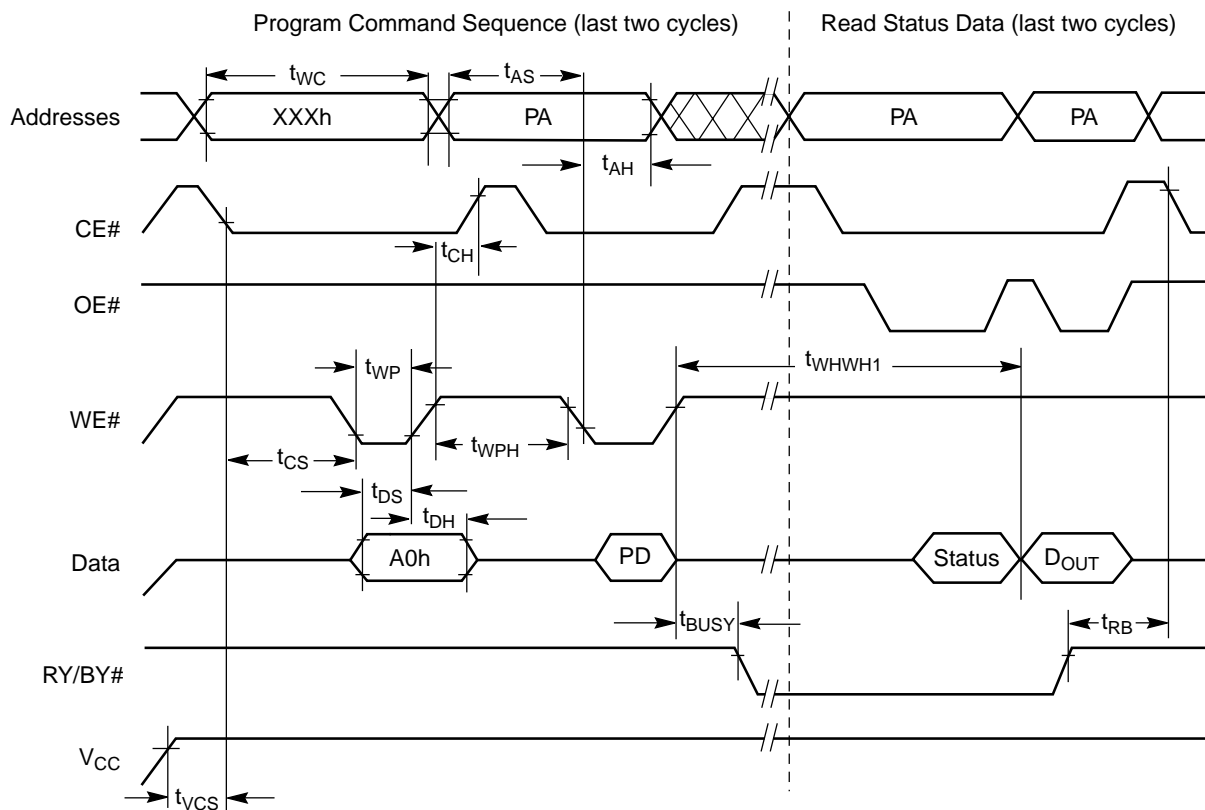 Program Command Sequence (last two cycles) Read Status Data (last two cycles)
tWC tAS
Addresses XXXh PA PA PA
tAH
CE#
tCH
OE#
tWP tWHWH1
WE#
tCS tWPH
tDS
tDH
Data A0h PD Status DOUT
tBUSY tRB
RY/BY#
VCC
tVCS